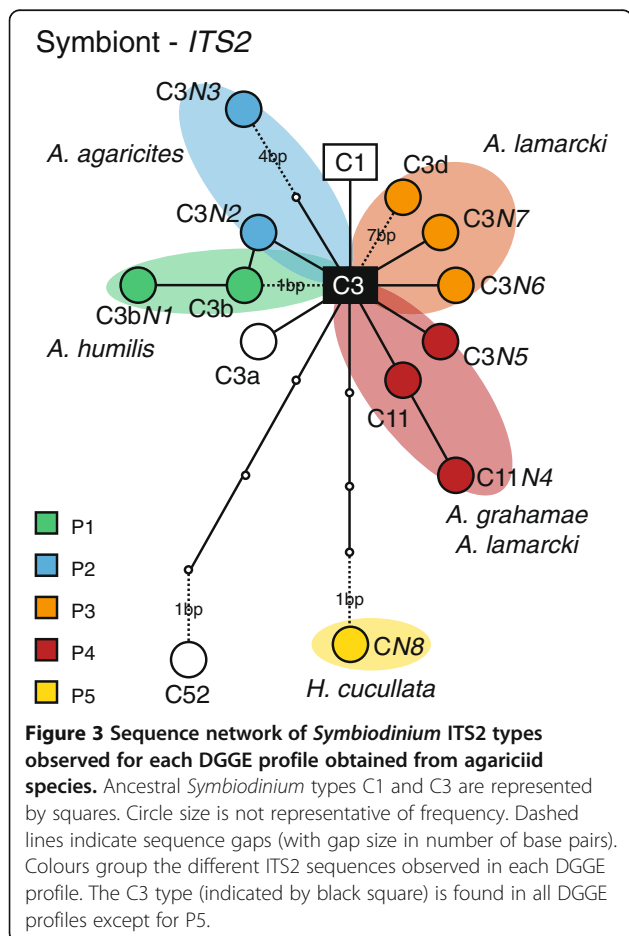 Symbiont - ITS2
C3N3
A. agaricites
4bp
C1
A. lamarcki
C3d
7bp
C3N7
C3N2
C3
C3N6
1bp
C3bN1
C3b
A. humilis
C3a
C3N5
C11
C11N4
A. grahamae
A. lamarcki
P1
P2
P3
P4
P5
1bp
C52
1bp
CN8
H. cucullata
Figure 3 Sequence network of Symbiodinium ITS2 types
observed for each DGGE profile obtained from agariciid
species. Ancestral Symbiodinium types C1 and C3 are represented
by squares. Circle size is not representative of frequency. Dashed
lines indicate sequence gaps (with gap size in number of base pairs).
Colours group the different ITS2 sequences observed in each DGGE
profile. The C3 type (indicated by black square) is found in all DGGE
profiles except for P5.